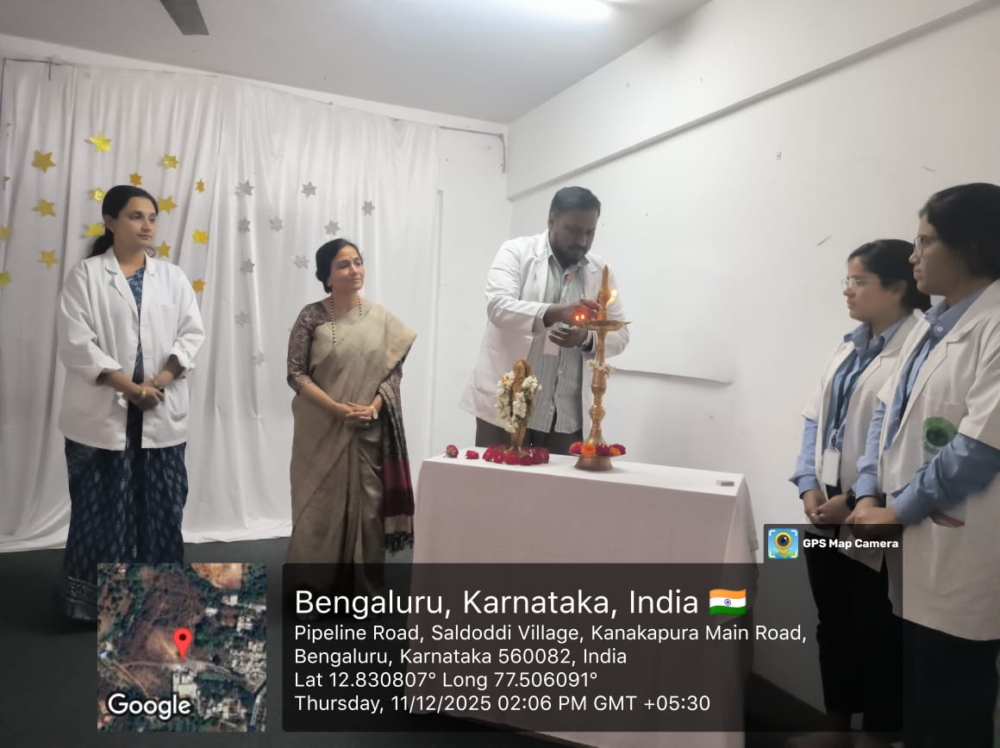 GPS Map Camera
Bengaluru, Karnataka, India 🇮🇳
Pipeline Road, Saldoddi Village, Kanakapura Main Road,
Bengaluru, Karnataka 560082, India
Lat 12.830807° Long 77.506091°
Thursday, 11/12/2025 02:06 PM GMT +05:30
Google